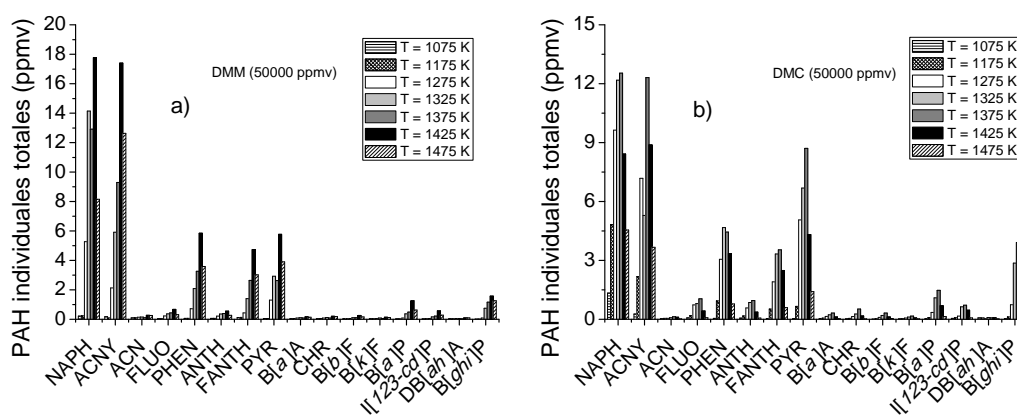 PAH individuales totales (ppmv)
20
18
16
14
12
10
8
6
4
2
0
a)
DMM (50000 ppmv)
T = 1075 K
T = 1175 K
T = 1275 K
T = 1325 K
T = 1375 K
T = 1425 K
T = 1475 K
NAPH
ACNY
ACN
FLUO
PHEN
ANTH
FANTH
PYR
B[a]A
CHR
B[b]F
B[k]F
B[a]P
I[123-cd]P
DB[ah]A
B[ghi]P
PAH individuales totales (ppmv)
15
12
9
6
3
0
b)
DMC (50000 ppmv)
T = 1075 K
T = 1175 K
T = 1275 K
T = 1325 K
T = 1375 K
T = 1425 K
T = 1475 K
NAPH
ACNY
ACN
FLUO
PHEN
ANTH
FANTH
PYR
B[a]A
CHR
B[b]F
B[k]F
B[a]P
I[123-cd]P
DB[ah]A
B[ghi]P